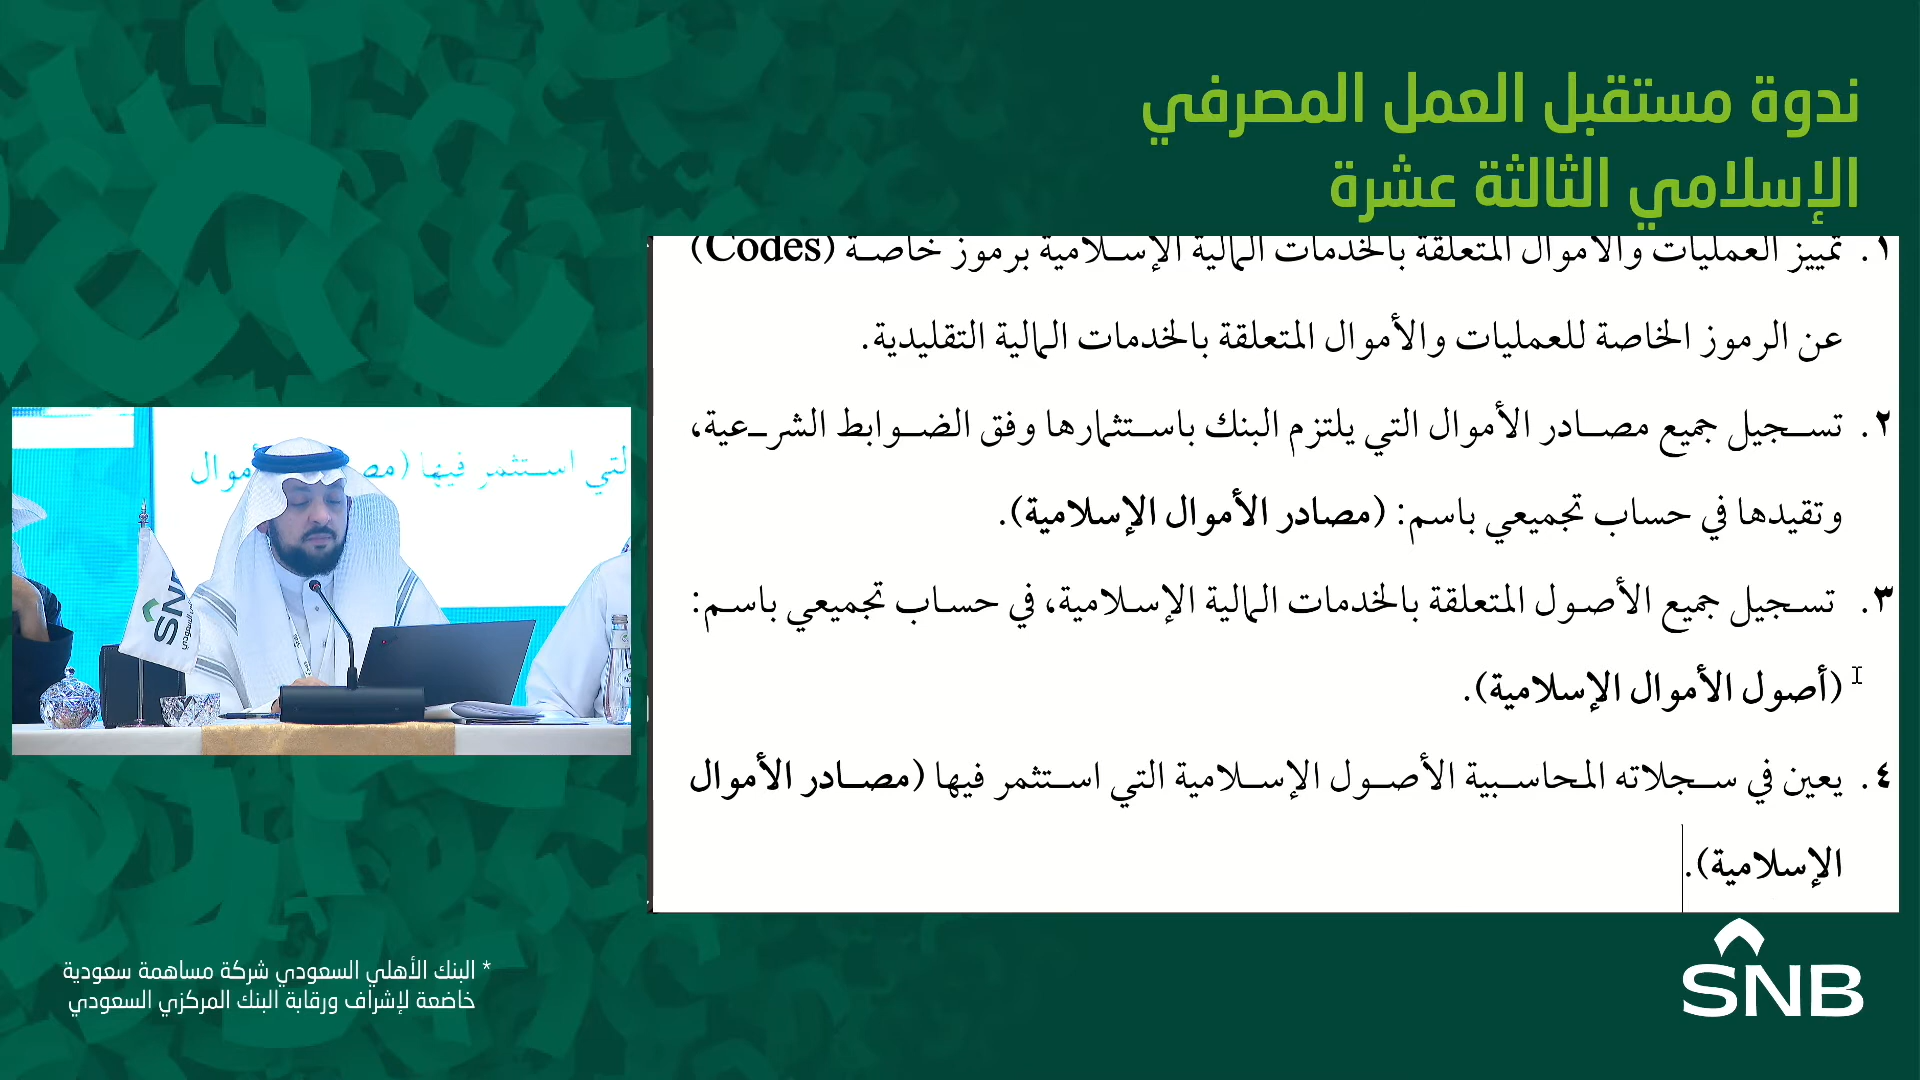 ندوة مستقبل العمل المصرفي
الإسلامي الثالثة عشرة
١. تمييز العمليات والأموال المتعلقة بالخدمات المالية الإسلامية برموز خاصة (Codes)
عن الرموز الخاصة للعمليات والأموال المتعلقة بالخدمات المالية التقليدية.
٢. تسجيل جميع مصادر الأموال التي يلتزم البنك باستثمارها وفق الضوابط الشرعية،
وتقيدها في حساب تجميعي باسم: (مصادر الأموال الإسلامية).
٣. تسجيل جميع الأصول المتعلقة بالخدمات المالية الإسلامية، في حساب تجميعي باسم:
(أصول الأموال الإسلامية).
٤. يعين في سجلاته المحاسبية الأصول الإسلامية التي استثمر فيها (مصادر الأموال
الإسلامية).
لتي استثمر فيها (مص
موال
SNB
* البنك الأهلي السعودي شركة مساهمة سعودية
خاضعة لإشراف ورقابة البنك المركزي السعودي
SNB